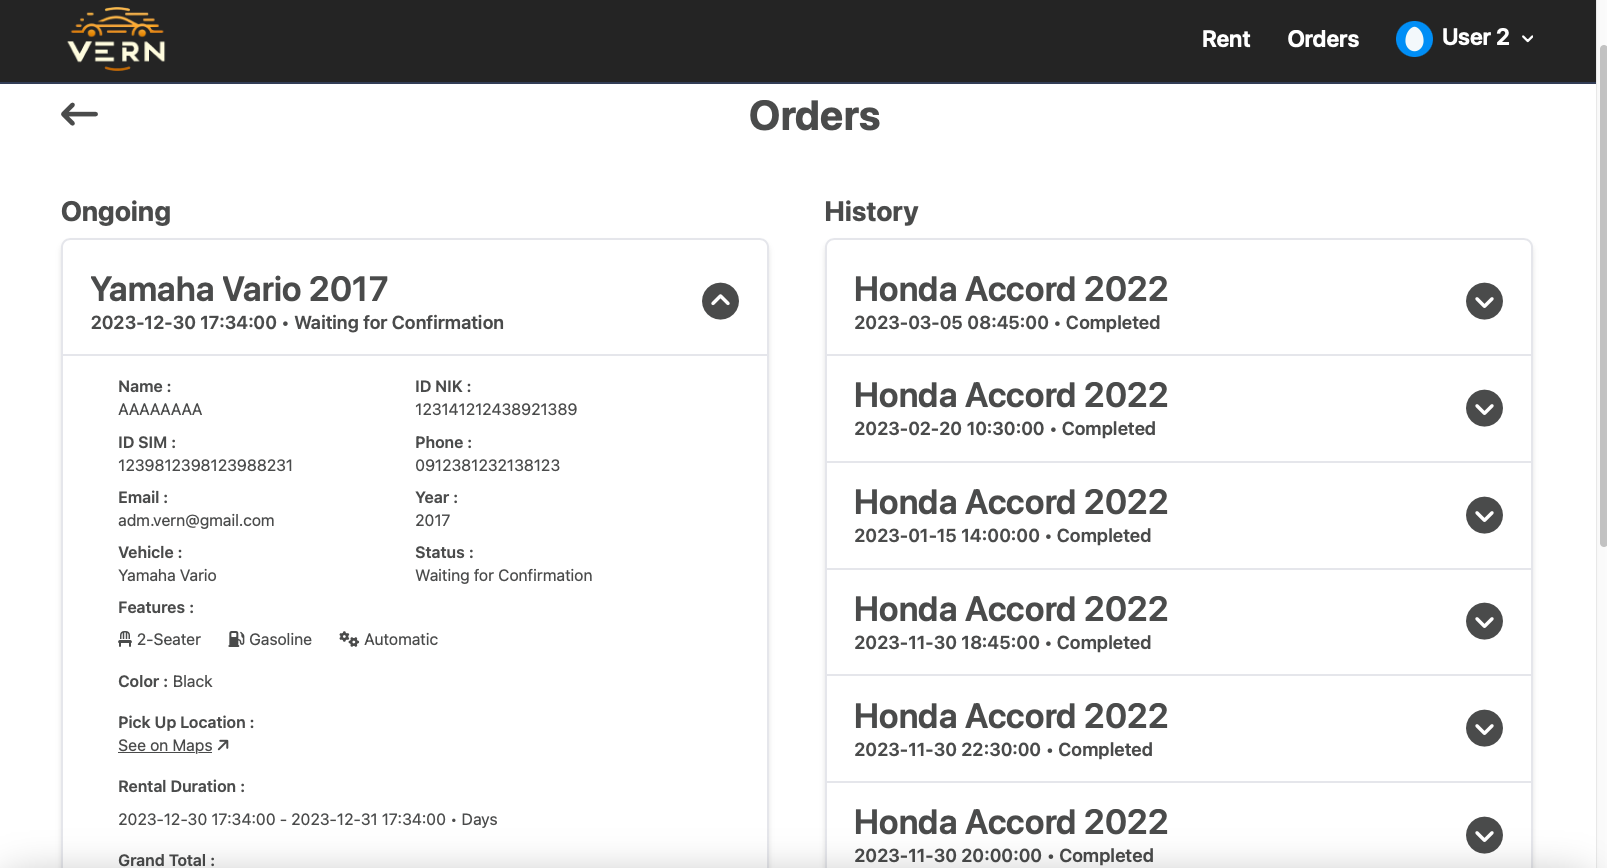 VERN
Rent
Orders
User 2
Orders
Ongoing
Yamaha Vario 2017
2023-12-30 17:34:00 • Waiting for Confirmation
Name :
AAAAAAAA
ID NIK :
123141212438921389
ID SIM :
1239812398123988231
Phone :
0912381232138123
Email :
adm.vern@gmail.com
Year :
2017
Vehicle :
Yamaha Vario
Status :
Waiting for Confirmation
Features :
2-Seater
Gasoline
Automatic
Color : Black
Pick Up Location :
See on Maps
Rental Duration :
2023-12-30 17:34:00 - 2023-12-31 17:34:00 • Days
Grand Total :
History
Honda Accord 2022
2023-03-05 08:45:00 • Completed
Honda Accord 2022
2023-02-20 10:30:00 • Completed
Honda Accord 2022
2023-01-15 14:00:00 • Completed
Honda Accord 2022
2023-11-30 18:45:00 • Completed
Honda Accord 2022
2023-11-30 22:30:00 • Completed
Honda Accord 2022
2023-11-30 20:00:00 • Completed